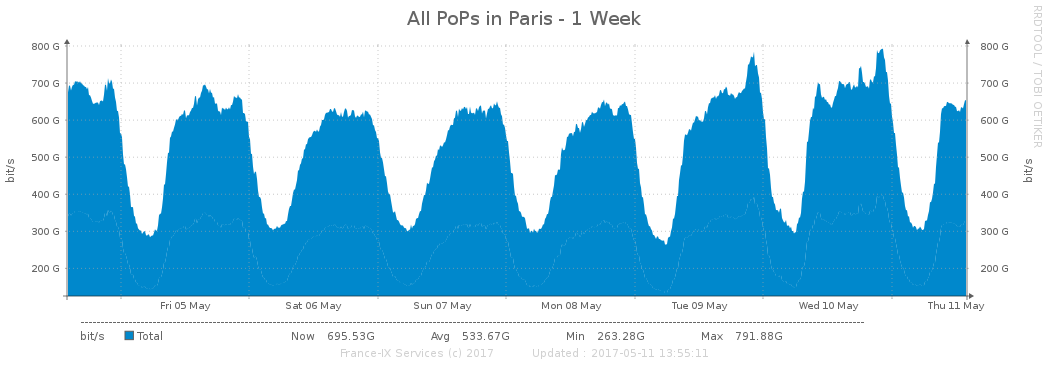 All PoPs in Paris - 1 Week
RRDTOOL / TOBI OETIKER
800 G 800 G
700 G 700 G
600 G 600 G
500 G 500 G
400 G 400 G
300 G 300 G
200 G 200 G
bit/s bit/s
Fri 05 May Sat 06 May Sun 07 May Mon 08 May Tue 09 May Wed 10 May Thu 11 May
bit/s Total Now 695.53G Avg 533.67G Min 263.28G Max 791.88G
France-IX Services (c) 2017 Updated : 2017-05-11 13:55:11